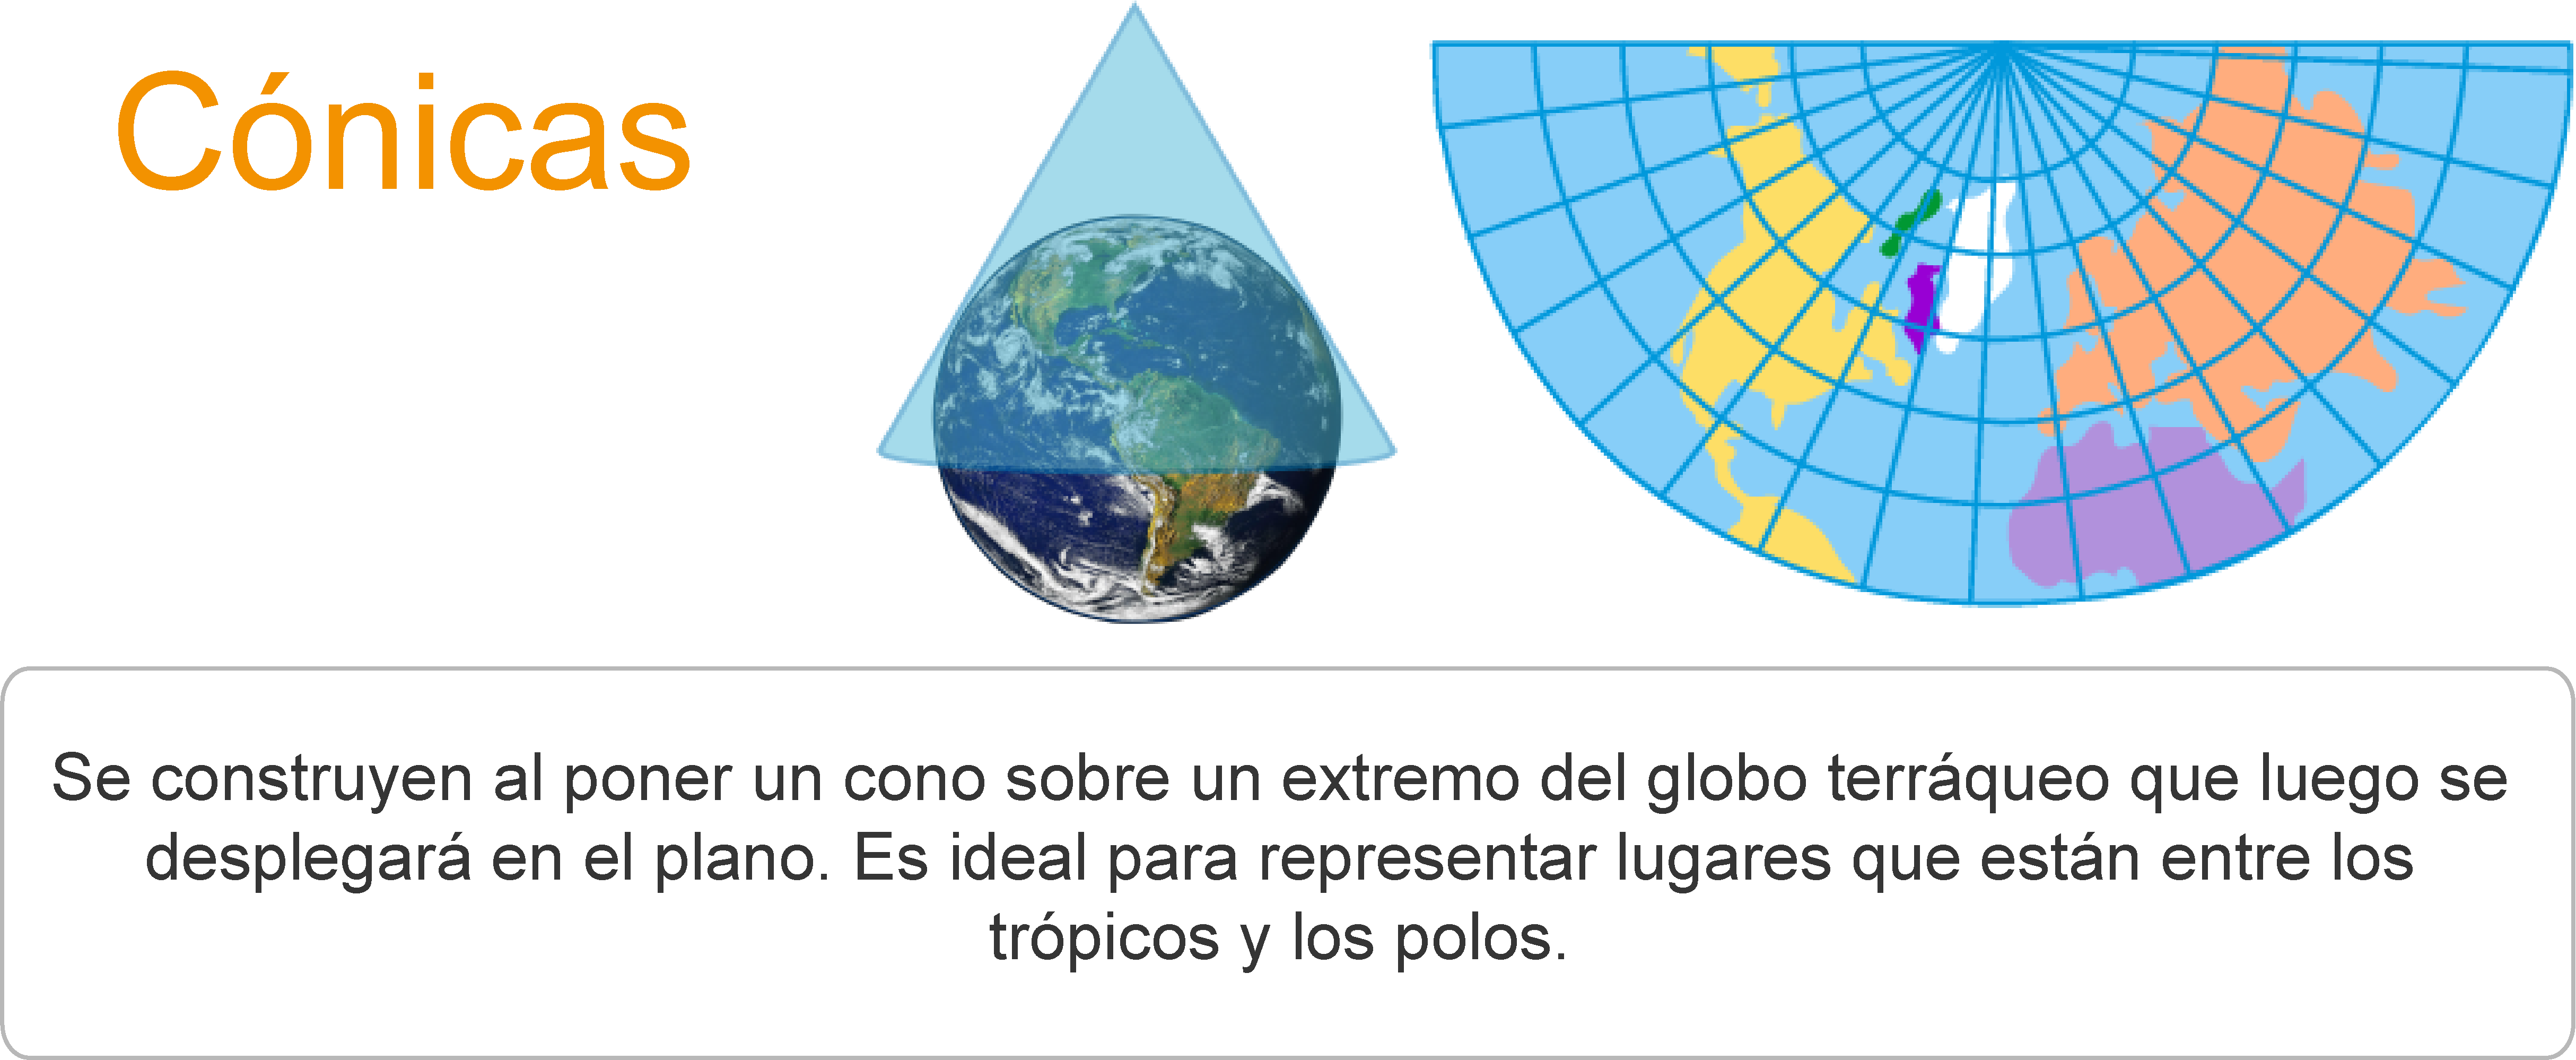 Cónicas
Se construyen al poner un cono sobre un extremo del globo terráqueo que luego se
desplegará en el plano. Es ideal para representar lugares que están entre los
trópicos y los polos.